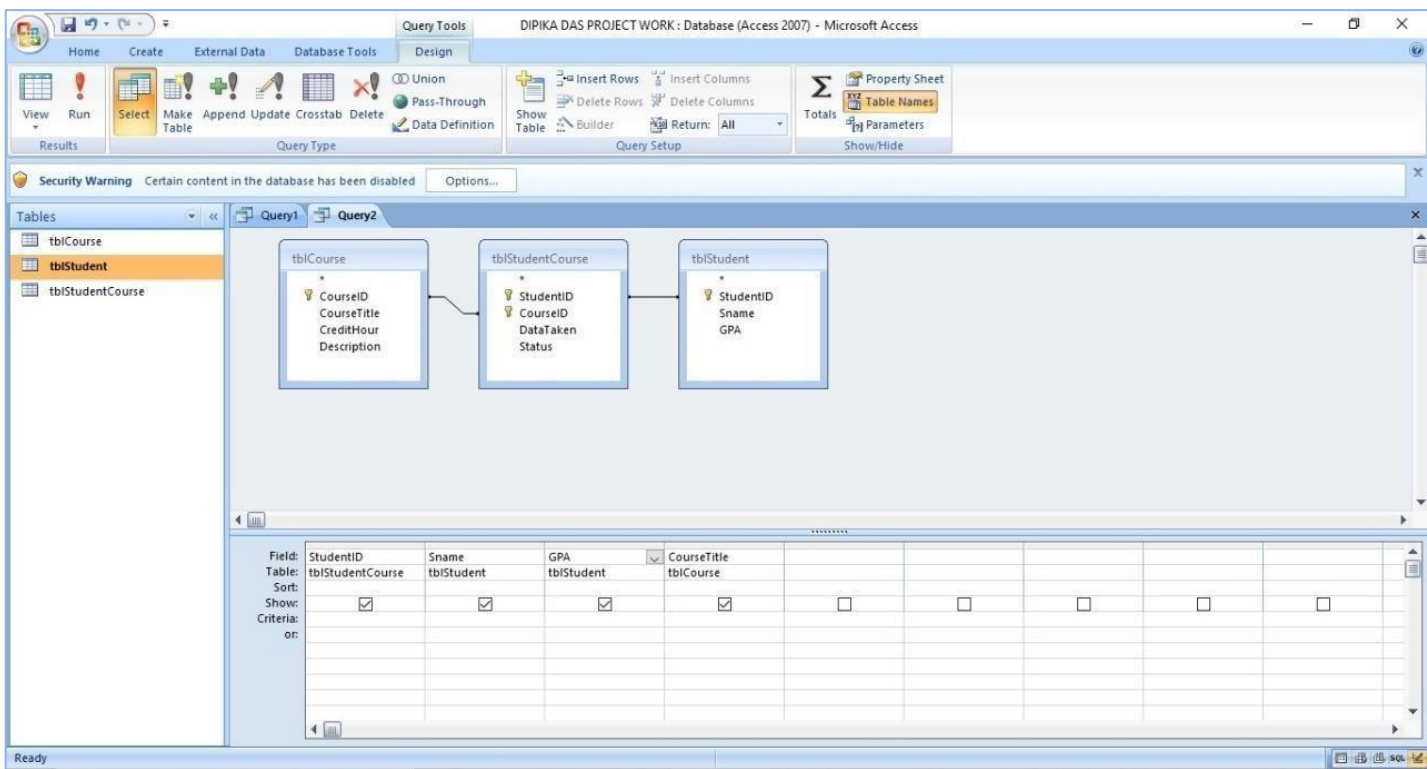 Query Tools
DIPIKA DAS PROJECT WORK : Database (Access 2007) - Microsoft Access
Home Create External Data Database Tools Design
View
Run
Select
Make Table
Append
Update
Crosstab
Delete
Union
Pass-Through
Data Definition
Show Table
Insert Rows
Delete Rows
Builder
Insert Columns
Delete Columns
Return: All
Σ
Totals
Property Sheet
XYZ Table Names
Parameters
Results
Query Type
Query Setup
Show/Hide
Security Warning Certain content in the database has been disabled Options...
Tables
tblCourse
tblStudent
tblStudentCourse
Query1 Query2
tblCourse
*
CourseID
CourseTitle
CreditHour
Description
tblStudentCourse
*
StudentID
CourseID
DataTaken
Status
tblStudent
*
StudentID
Sname
GPA
Field: StudentID Sname GPA CourseTitle
Table: tblStudentCourse tblStudent tblStudent tblCourse
Sort:
Show:
Criteria:
or:
Ready
SQL